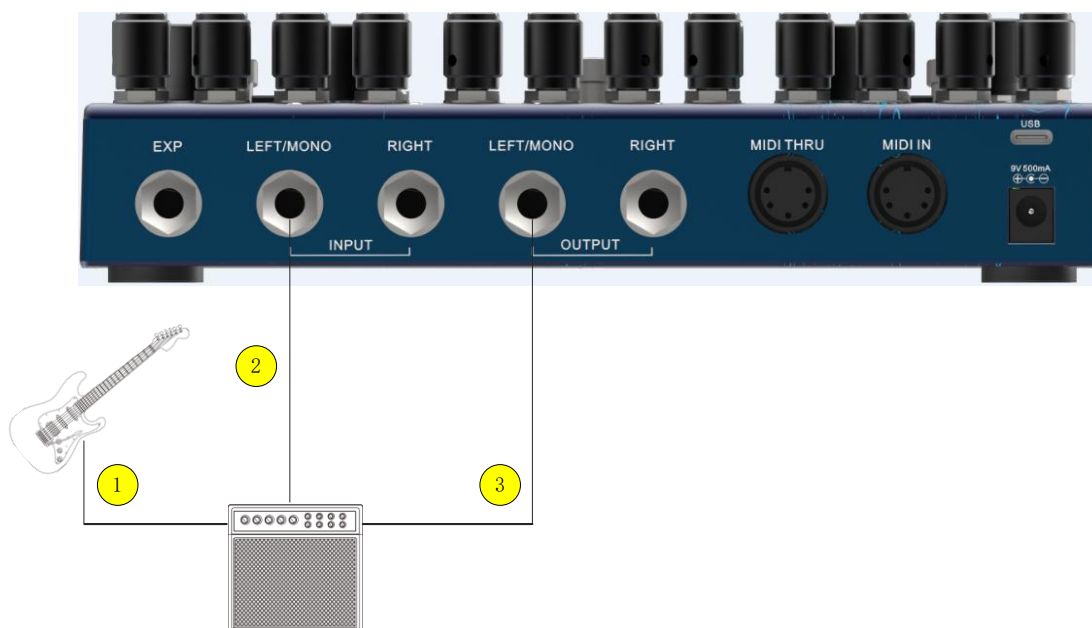 EXP LEFT/MONO RIGHT LEFT/MONO RIGHT MIDI THRU MIDI IN USB
9V 500mA
INPUT OUTPUT
2
1 3